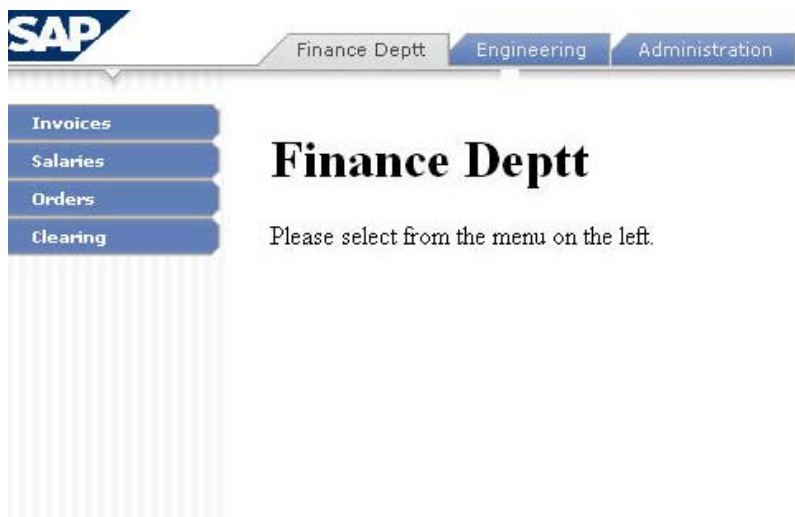 SAP
Finance Deptt
Engineering
Administration
Invoices
Salaries
Orders
Clearing
Finance Deptt
Please select from the menu on the left.